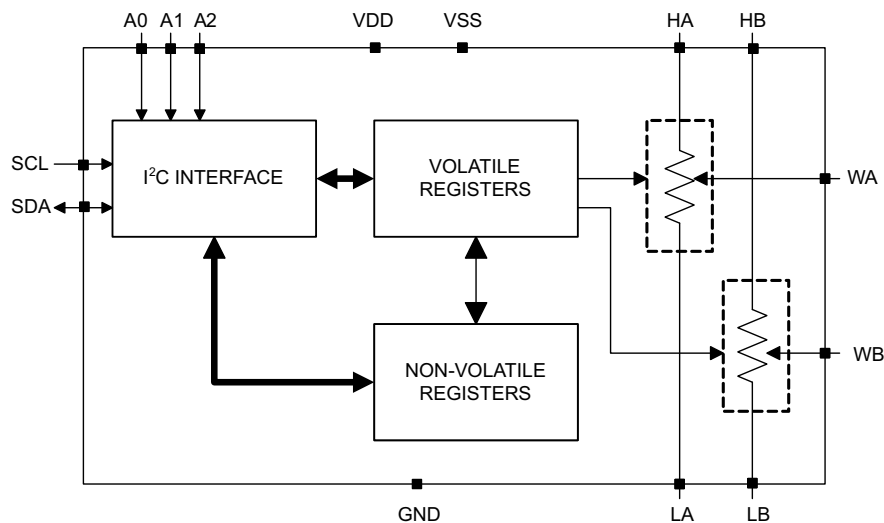 A0 A1 A2 VDD VSS HA HB
SCL
SDA
I²C INTERFACE
VOLATILE
REGISTERS
WA
NON-VOLATILE
REGISTERS
WB
GND LA LB